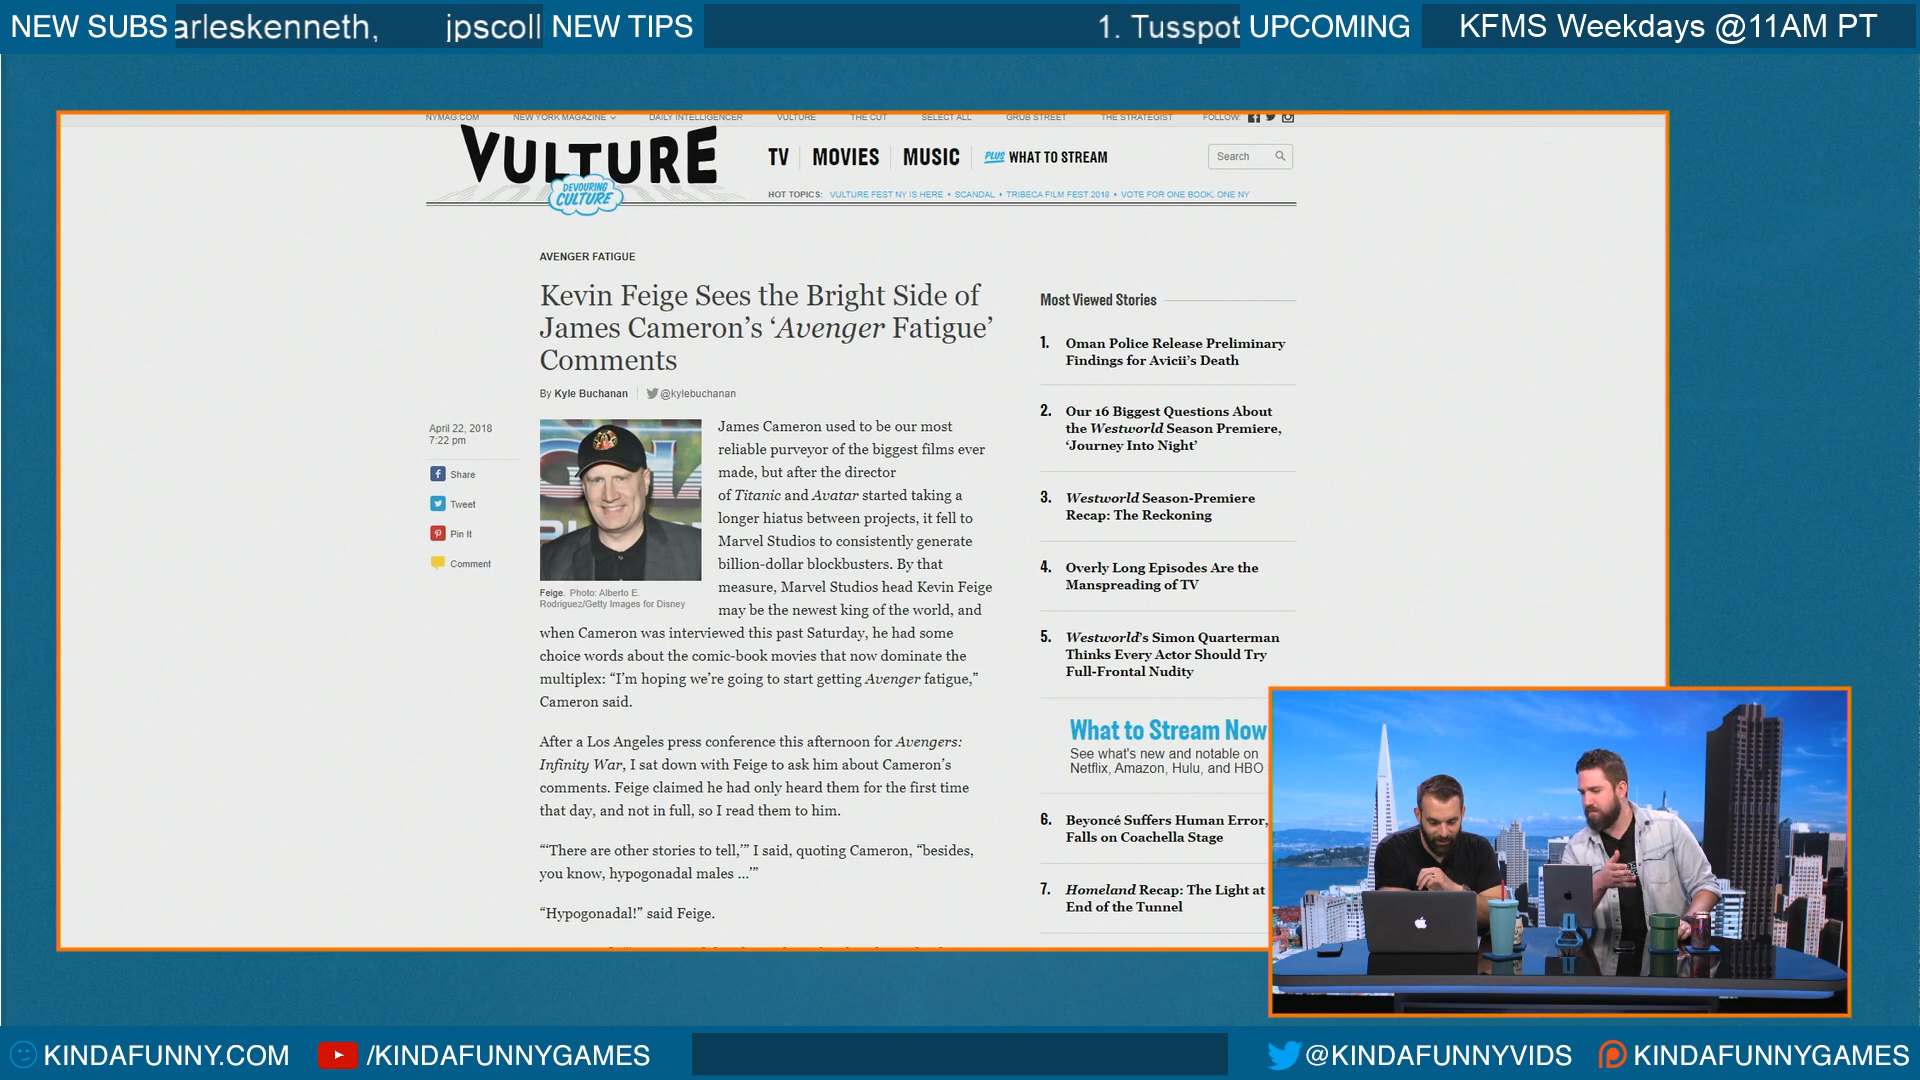 NEW SUBS
arleskenneth, jpscoll
NEW TIPS
1. Tusspot
UPCOMING
KFMS Weekdays @11AM PT
NYMAG.COM NEW YORK MAGAZINE DAILY INTELLIGENCER VULTURE THE CUT SELECT ALL GRUB STREET THE STRATEGIST FOLLOW:
VULTURE
DEVOURING
CULTURE
TV MOVIES MUSIC PLUS WHAT TO STREAM
Search
HOT TOPICS: VULTURE FEST NY IS HERE • SCANDAL • TRIBECA FILM FEST 2018 • VOTE FOR ONE BOOK, ONE NY
AVENGER FATIGUE
Kevin Feige Sees the Bright Side of
James Cameron’s ‘Avenger Fatigue’
Comments
By Kyle Buchanan @kylebuchanan
April 22, 2018
7:22 pm
Share
Tweet
Pin It
Comment
Feige. Photo: Alberto E.
Rodriguez/Getty Images for Disney
James Cameron used to be our most
reliable purveyor of the biggest films ever
made, but after the director
of Titanic and Avatar started taking a
longer hiatus between projects, it fell to
Marvel Studios to consistently generate
billion-dollar blockbusters. By that
measure, Marvel Studios head Kevin Feige
may be the newest king of the world, and
when Cameron was interviewed this past Saturday, he had some
choice words about the comic-book movies that now dominate the
multiplex: “I’m hoping we’re going to start getting Avenger fatigue,”
Cameron said.
After a Los Angeles press conference this afternoon for Avengers:
Infinity War, I sat down with Feige to ask him about Cameron’s
comments. Feige claimed he had only heard them for the first time
that day, and not in full, so I read them to him.
“‘There are other stories to tell,’” I said, quoting Cameron, “besides,
you know, hypogonadal males ...’”
“Hypogonadal!” said Feige.
Most Viewed Stories
1. Oman Police Release Preliminary
Findings for Avicii’s Death
2. Our 16 Biggest Questions About
the Westworld Season Premiere,
‘Journey Into Night’
3. Westworld Season-Premiere
Recap: The Reckoning
4. Overly Long Episodes Are the
Manspreading of TV
5. Westworld’s Simon Quarterman
Thinks Every Actor Should Try
Full-Frontal Nudity
What to Stream Now
See what's new and notable on
Netflix, Amazon, Hulu, and HBO
6. Beyoncé Suffers Human Error,
Falls on Coachella Stage
7. Homeland Recap: The Light at
End of the Tunnel
KINDAFUNNY.COM
/KINDAFUNNYGAMES
@KINDAFUNNYVIDS
KINDAFUNNYGAMES